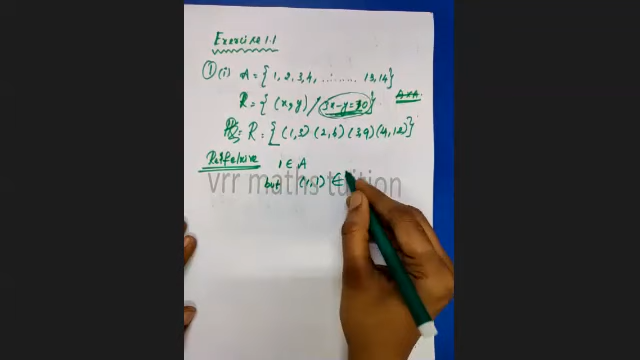 Exercise 1.1
① (i) A = { 1, 2, 3, 4, ......... 13, 14 }
R = { (x, y) / 3x - y = 0 } A×A
R = { (1, 3) (2, 6) (3, 9) (4, 12) }
Reflexive 1 ∈ A
but (1, 1) ∈
vrr maths tuition